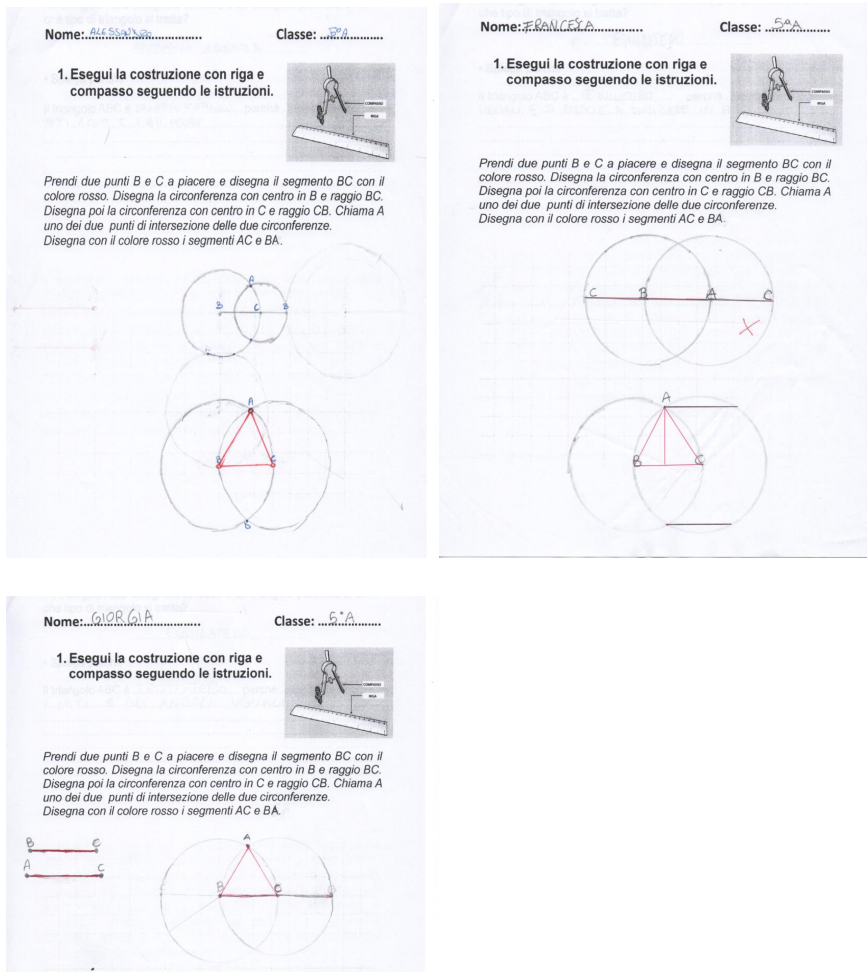 Nome:..ALESSANDRO..............
Classe: ...5°A...........
1. Esegui la costruzione con riga e
compasso seguendo le istruzioni.
COMPASSO
RIGA
Prendi due punti B e C a piacere e disegna il segmento BC con il
colore rosso. Disegna la circonferenza con centro in B e raggio BC.
Disegna poi la circonferenza con centro in C e raggio CB. Chiama A
uno dei due punti di intersezione delle due circonferenze.
Disegna con il colore rosso i segmenti AC e BA.
A
B C B
A
B C
B
Nome:.FRANCESCA..............
Classe: ....5ªA...........
1. Esegui la costruzione con riga e
compasso seguendo le istruzioni.
COMPASSO
RIGA
Prendi due punti B e C a piacere e disegna il segmento BC con il
colore rosso. Disegna la circonferenza con centro in B e raggio BC.
Disegna poi la circonferenza con centro in C e raggio CB. Chiama A
uno dei due punti di intersezione delle due circonferenze.
Disegna con il colore rosso i segmenti AC e BA.
C B A C
A
B C
Nome:..GIORGIA..............
Classe: ...5°A.........
1. Esegui la costruzione con riga e
compasso seguendo le istruzioni.
COMPASSO
RIGA
Prendi due punti B e C a piacere e disegna il segmento BC con il
colore rosso. Disegna la circonferenza con centro in B e raggio BC.
Disegna poi la circonferenza con centro in C e raggio CB. Chiama A
uno dei due punti di intersezione delle due circonferenze.
Disegna con il colore rosso i segmenti AC e BA.
B C
A C
A
B C